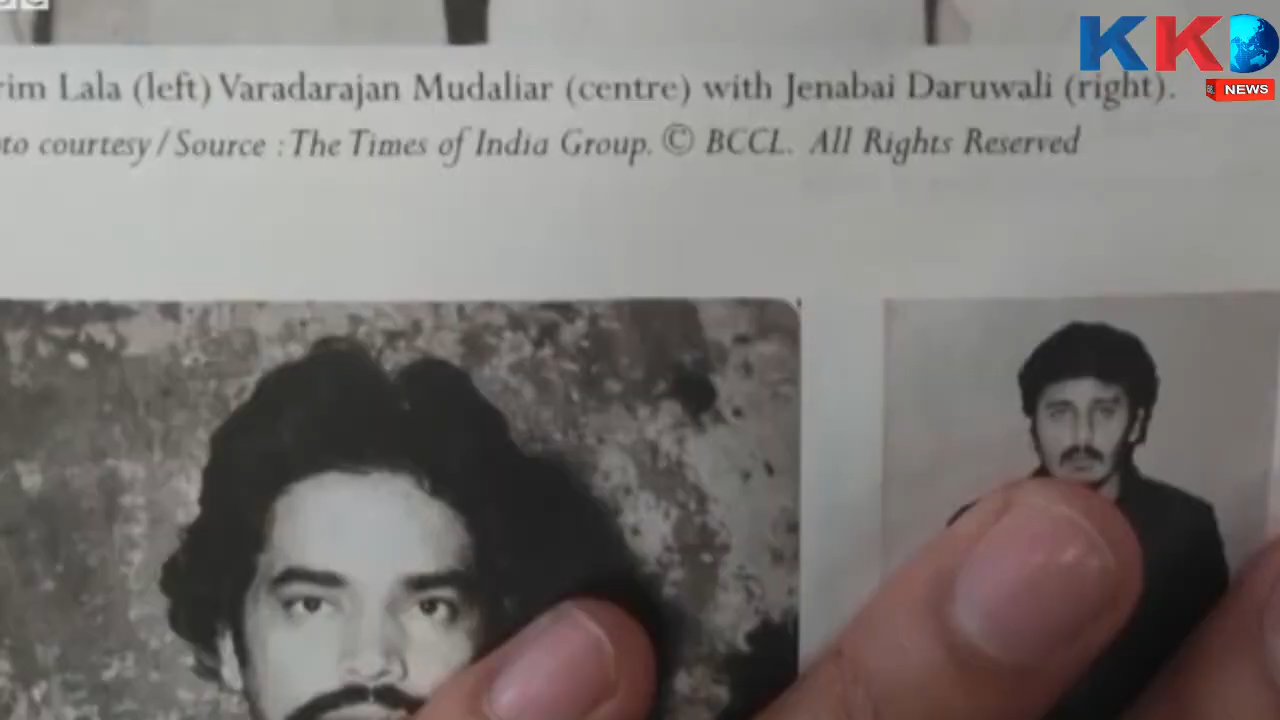 KKD
NEWS
rim Lala (left) Varadarajan Mudaliar (centre) with Jenabai Daruwali (right).
to courtesy / Source : The Times of India Group. © BCCL. All Rights Reserved